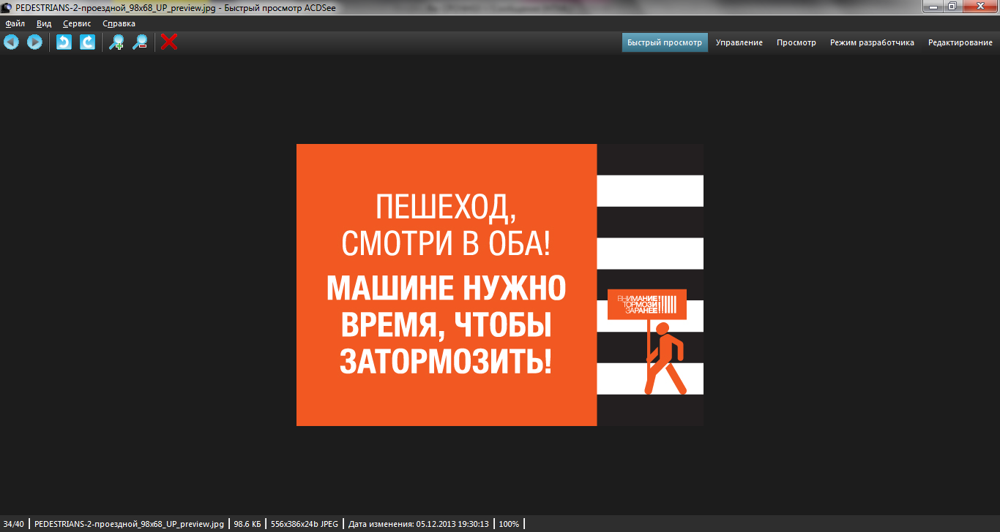 PEDESTRIANS-2-проездной_98x68_UP_preview.jpg - Быстрый просмотр ACDSee
Файл Вид Сервис Справка
Быстрый просмотр Управление Просмотр Режим разработчика Редактирование
ПЕШЕХОД,
СМОТРИ В ОБА!
МАШИНЕ НУЖНО
ВРЕМЯ, ЧТОБЫ
ЗАТОРМОЗИТЬ!
ВНИМАНИЕ!
ТОРМОЗИ
ЗАРАНЕЕ!
34/40 PEDESTRIANS-2-проездной_98x68_UP_preview.jpg 98.6 КБ 556x386x24b JPEG Дата изменения: 05.12.2013 19:30:13 100%